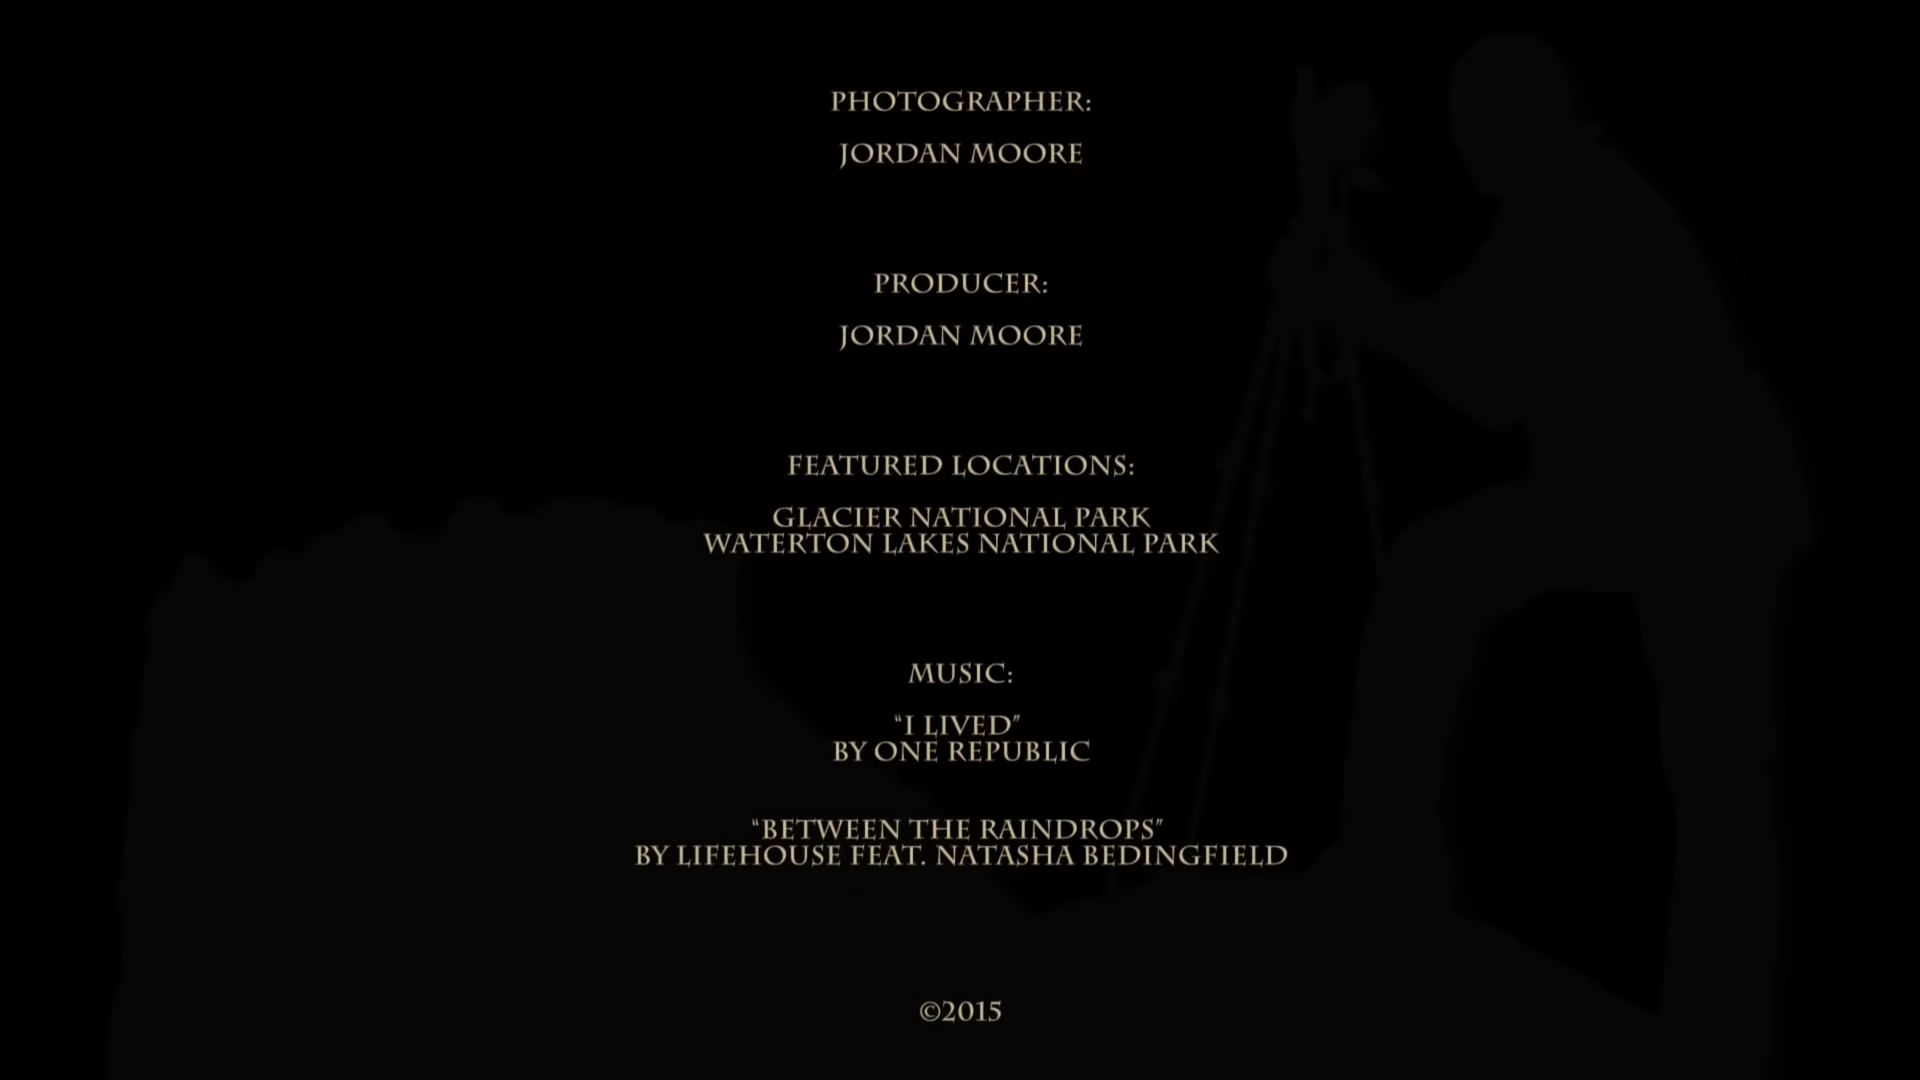 PHOTOGRAPHER:
JORDAN MOORE
PRODUCER:
JORDAN MOORE
FEATURED LOCATIONS:
GLACIER NATIONAL PARK
WATERTON LAKES NATIONAL PARK
MUSIC:
“I LIVED”
BY ONE REPUBLIC
“BETWEEN THE RAINDROPS”
BY LIFEHOUSE FEAT. NATASHA BEDINGFIELD
©2015